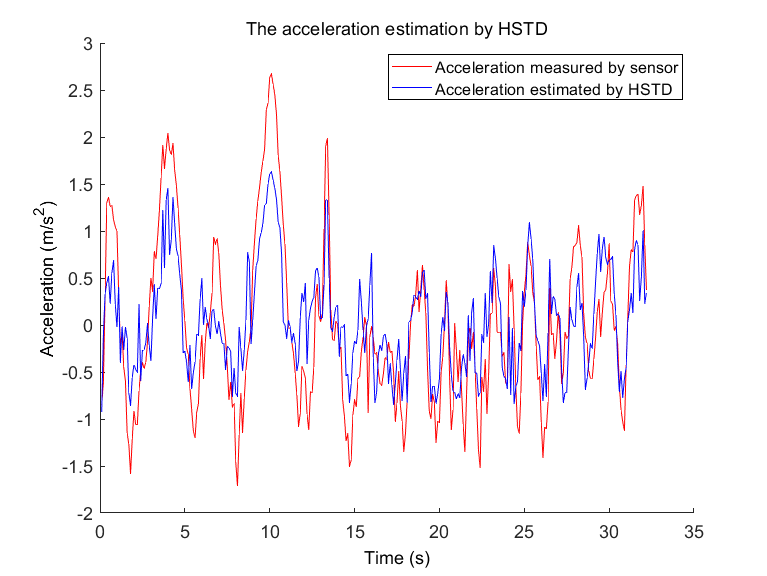 The acceleration estimation by HSTD
Acceleration measured by sensor
Acceleration estimated by HSTD
Acceleration (m/s²)
3
2.5
2
1.5
1
0.5
0
-0.5
-1
-1.5
-2
0 5 10 15 20 25 30 35
Time (s)